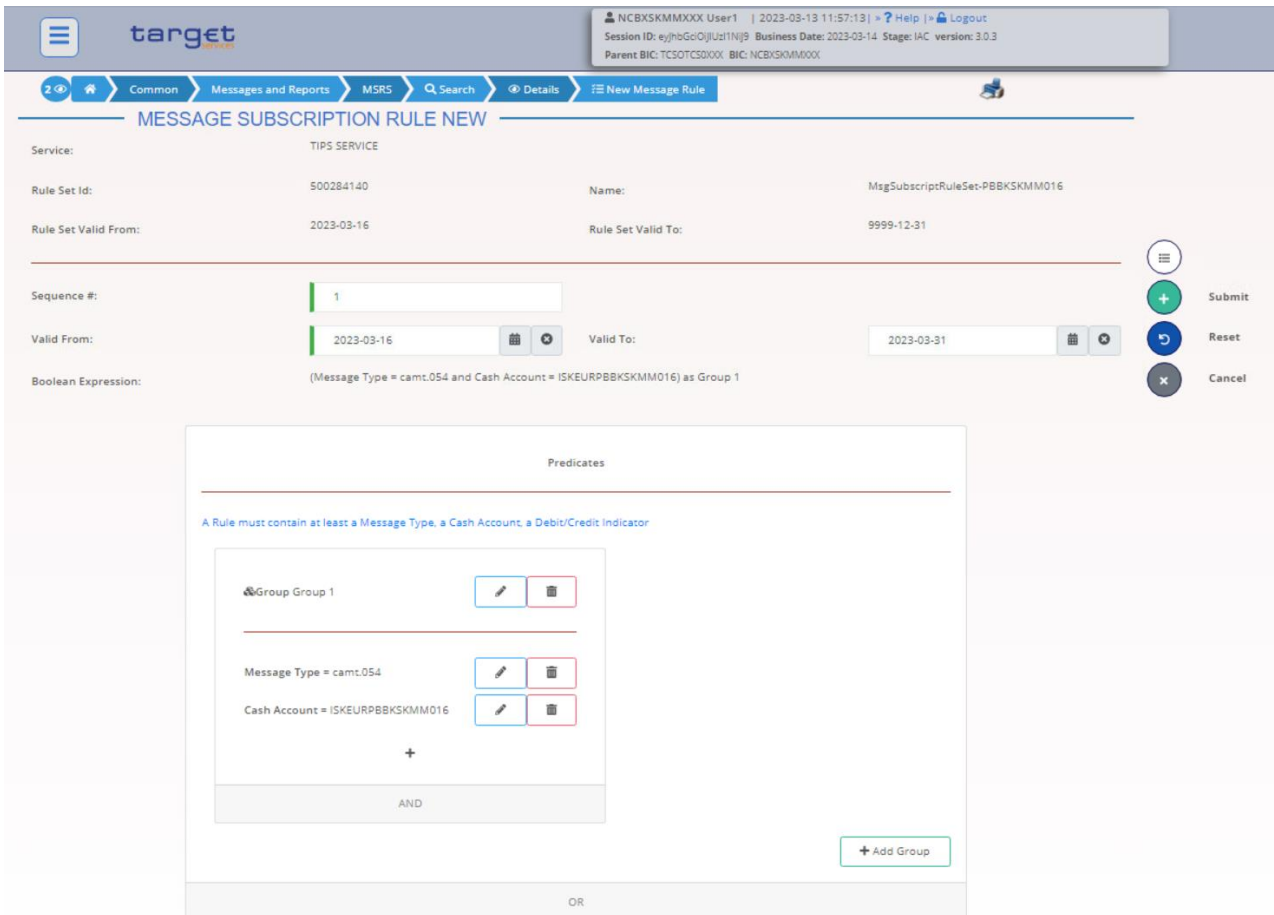 target
services
NCBXSKMMXXX User1 | 2023-03-13 11:57:13| » ? Help |» Logout
Session ID: eyJhbGciOiJIUzI1NiJ9 Business Date: 2023-03-14 Stage: IAC version: 3.0.3
Parent BIC: TCSOTCS0XXX BIC: NCBXSKMMXXX
2 Common Messages and Reports MSRS Search Details New Message Rule
MESSAGE SUBSCRIPTION RULE NEW
Service: TIPS SERVICE
Rule Set Id: 500284140 Name: MsgSubscriptRuleSet-PBBKSKMM016
Rule Set Valid From: 2023-03-16 Rule Set Valid To: 9999-12-31
Sequence #: 1 Submit
Valid From: 2023-03-16 Valid To: 2023-03-31 Reset
Boolean Expression: (Message Type = camt.054 and Cash Account = ISKEURPBBKSKMM016) as Group 1 Cancel
Predicates
A Rule must contain at least a Message Type, a Cash Account, a Debit/Credit Indicator
Group Group 1
Message Type = camt.054
Cash Account = ISKEURPBBKSKMM016
+
AND
+ Add Group
OR